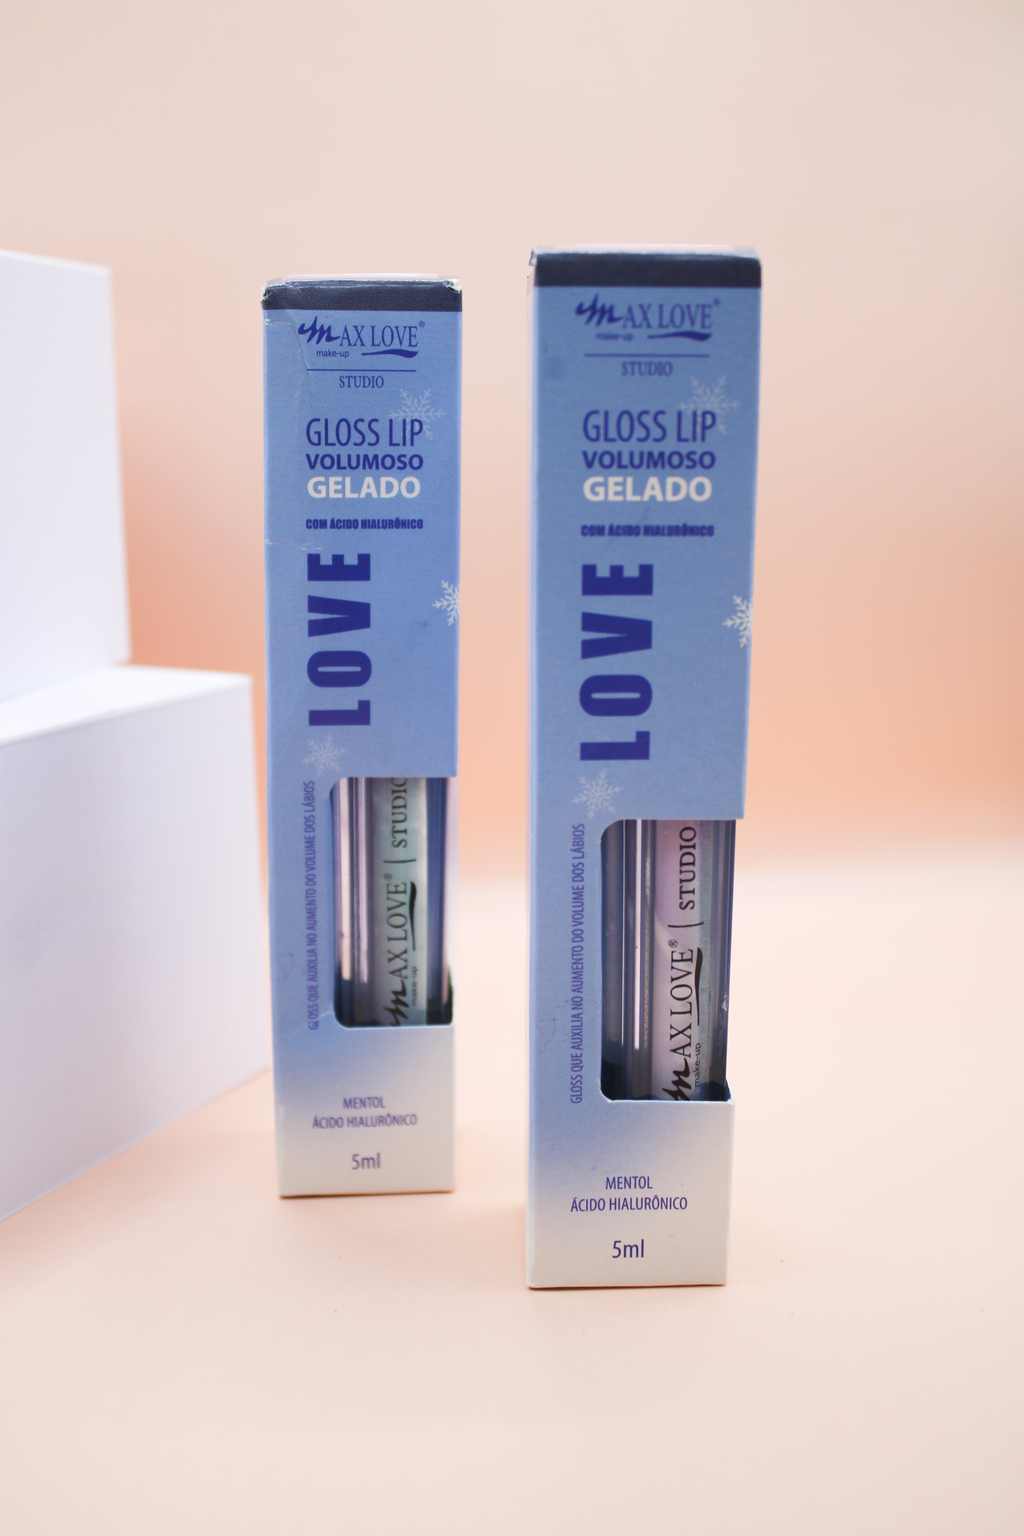 MAX LOVE®
make-up
STUDIO
GLOSS LIP
VOLUMOSO
GELADO
COM ÁCIDO HIALURÔNICO
LOVE
GLOSS QUE AUXILIA NO AUMENTO DO VOLUME DOS LÁBIOS
MAX LOVE® | STUDIO
make-up
MENTOL
ÁCIDO HIALURÔNICO
5ml
MAX LOVE®
make-up
STUDIO
GLOSS LIP
VOLUMOSO
GELADO
COM ÁCIDO HIALURÔNICO
LOVE
GLOSS QUE AUXILIA NO AUMENTO DO VOLUME DOS LÁBIOS
MAX LOVE® | STUDIO
make-up
MENTOL
ÁCIDO HIALURÔNICO
5ml